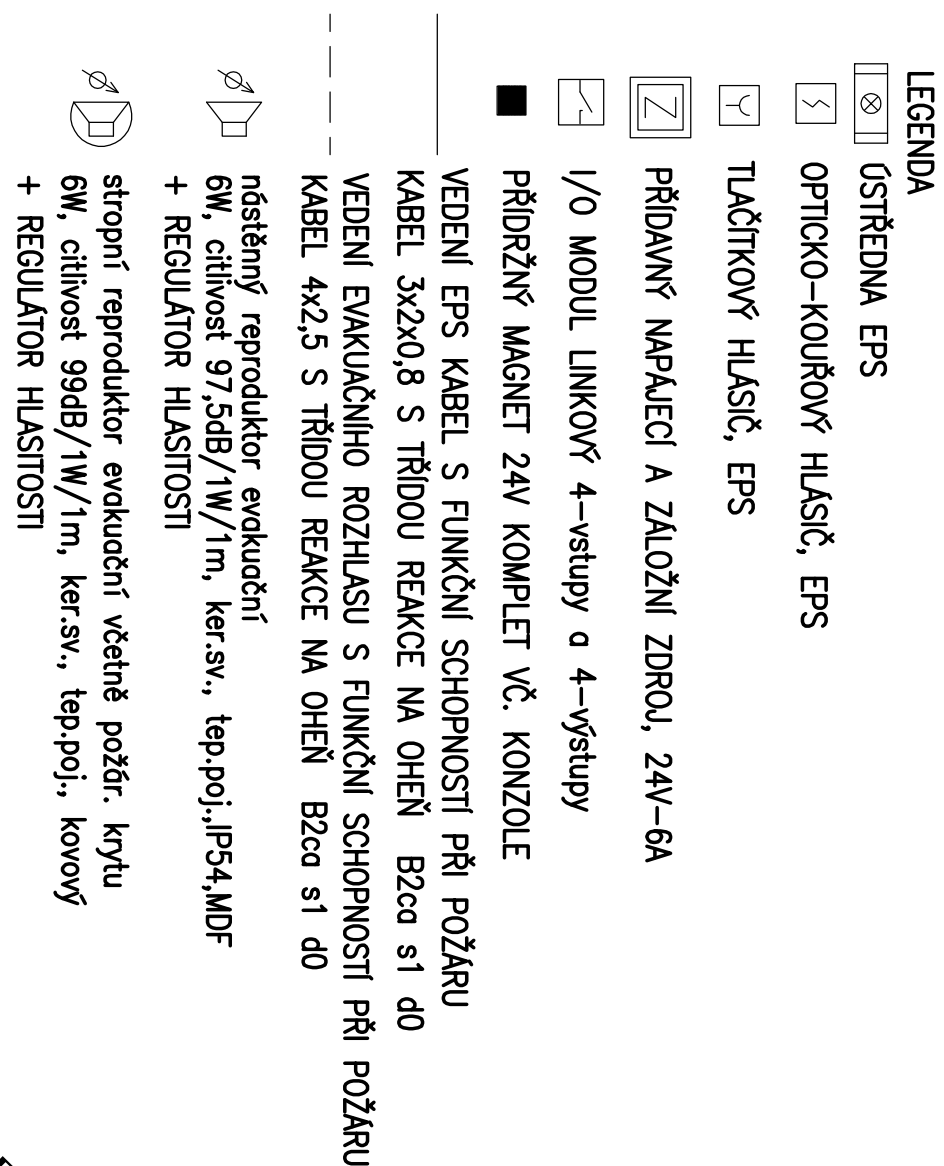 LEGENDA
ÚSTŘEDNA EPS
OPTICKO-KOUŘOVÝ HLÁSIČ, EPS
TLAČÍTKOVÝ HLÁSIČ, EPS
PŘÍDAVNÝ NAPÁJECÍ A ZÁLOŽNÍ ZDROJ, 24V-6A
I/O MODUL LINKOVÝ 4-vstupy a 4-výstupy
PŘÍDRŽNÝ MAGNET 24V KOMPLET VČ. KONZOLE
VEDENÍ EPS KABEL S FUNKČNÍ SCHOPNOSTÍ PŘI POŽÁRU
KABEL 3x2x0,8 S TŘÍDOU REAKCE NA OHEŇ B2ca s1 d0
VEDENÍ EVAKUAČNÍHO ROZHLASU S FUNKČNÍ SCHOPNOSTÍ PŘI POŽÁRU
KABEL 4x2,5 S TŘÍDOU REAKCE NA OHEŇ B2ca s1 d0
nástěnný reproduktor evakuační
6W, citlivost 97,5dB/1W/1m, ker.sv., tep.poj.,IP54,MDF
+ REGULÁTOR HLASITOSTI
stropní reproduktor evakuační včetně požár. krytu
6W, citlivost 99dB/1W/1m, ker.sv., tep.poj., kovový
+ REGULÁTOR HLASITOSTI